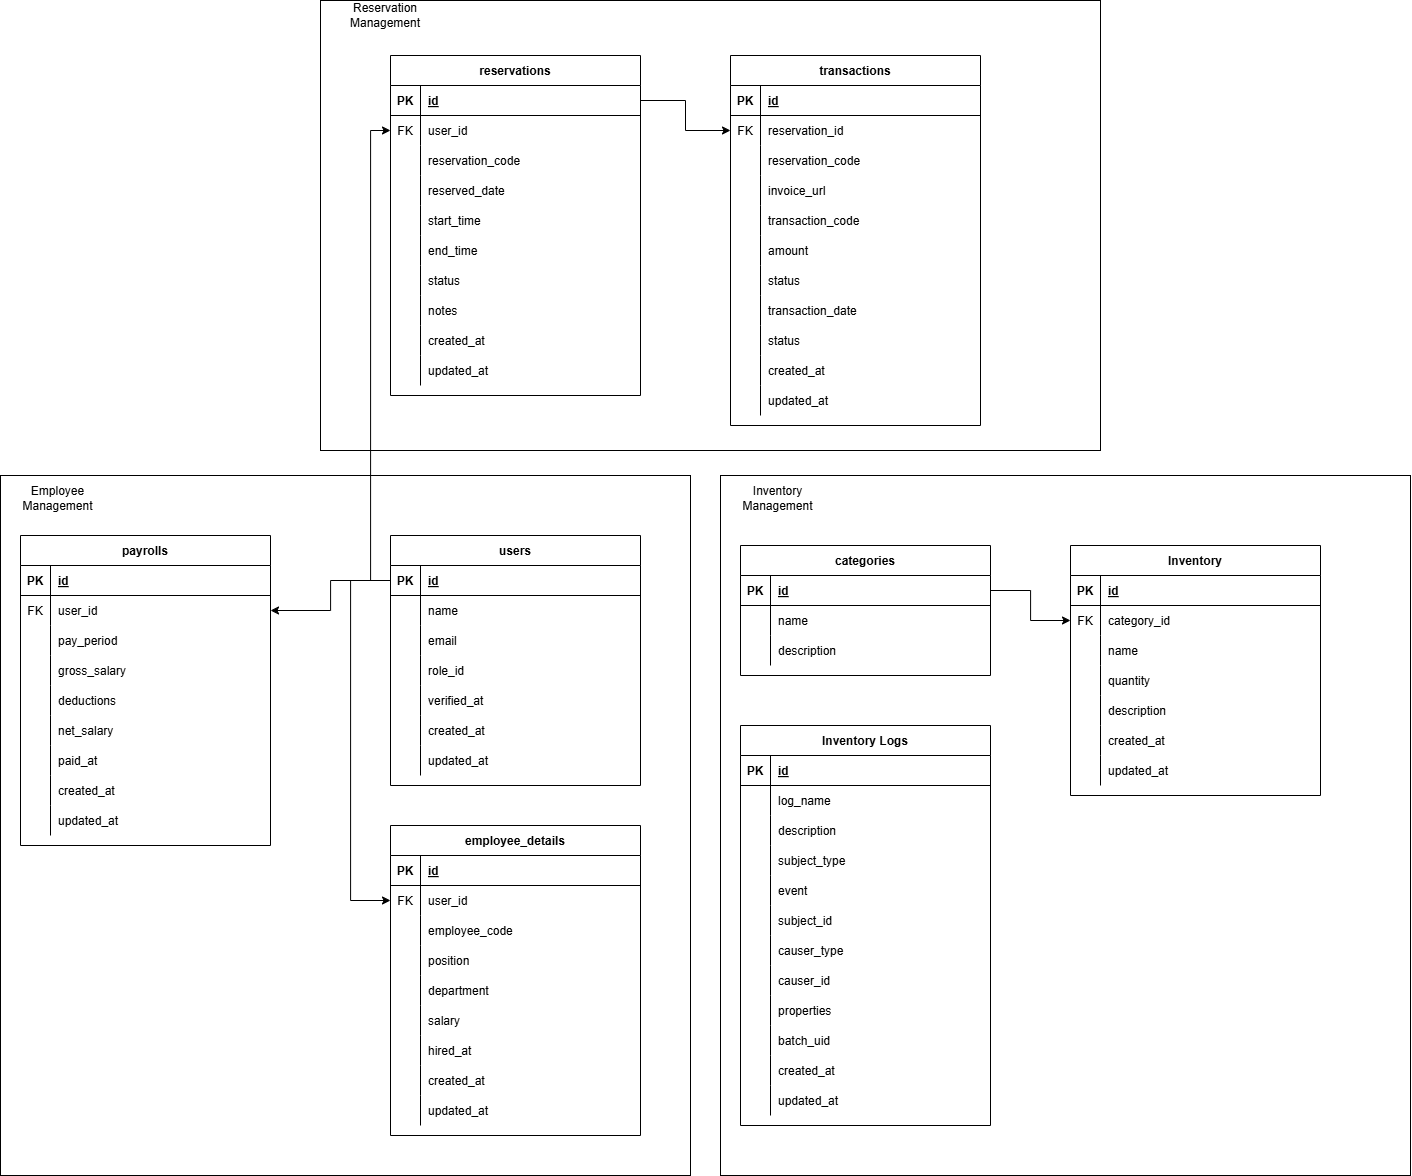 Reservation
Management
reservations
PK id
FK user_id
reservation_code
reserved_date
start_time
end_time
status
notes
created_at
updated_at
transactions
PK id
FK reservation_id
reservation_code
invoice_url
transaction_code
amount
status
transaction_date
status
created_at
updated_at
Employee
Management
payrolls
PK id
FK user_id
pay_period
gross_salary
deductions
net_salary
paid_at
created_at
updated_at
users
PK id
name
email
role_id
verified_at
created_at
updated_at
employee_details
PK id
FK user_id
employee_code
position
department
salary
hired_at
created_at
updated_at
Inventory
Management
categories
PK id
name
description
Inventory
PK id
FK category_id
name
quantity
description
created_at
updated_at
Inventory Logs
PK id
log_name
description
subject_type
event
subject_id
causer_type
causer_id
properties
batch_uid
created_at
updated_at